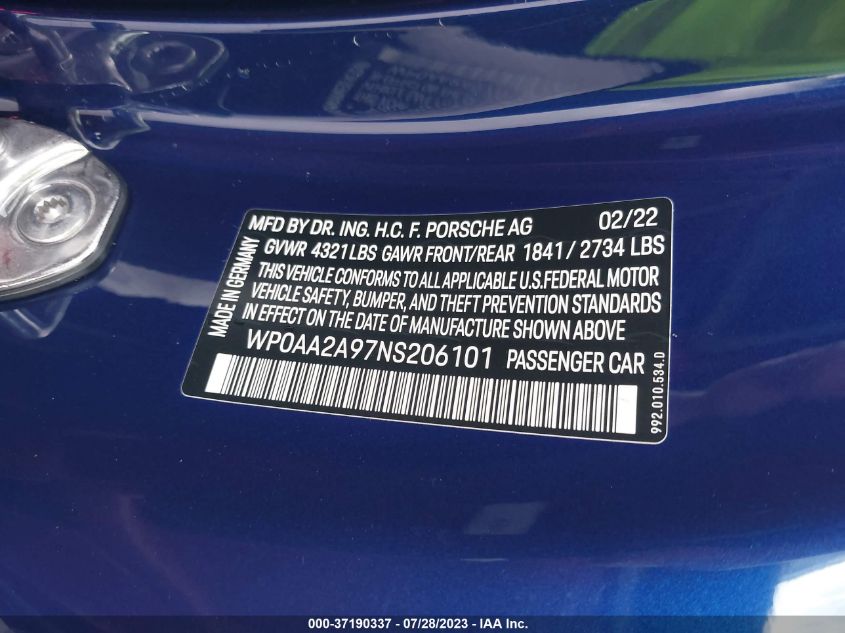 MFD BY DR. ING. H.C. F. PORSCHE AG 02/22
GVWR 4321LBS GAWR FRONT/REAR 1841/2734 LBS
THIS VEHICLE CONFORMS TO ALL APPLICABLE U.S.FEDERAL MOTOR
VEHICLE SAFETY, BUMPER, AND THEFT PREVENTION STANDARDS
IN EFFECT ON THE DATE OF MANUFACTURE SHOWN ABOVE
WP0AA2A97NS206101 PASSENGER CAR
MADE IN GERMANY
992.010.534.0
000-37190337 - 07/28/2023 - IAA Inc.